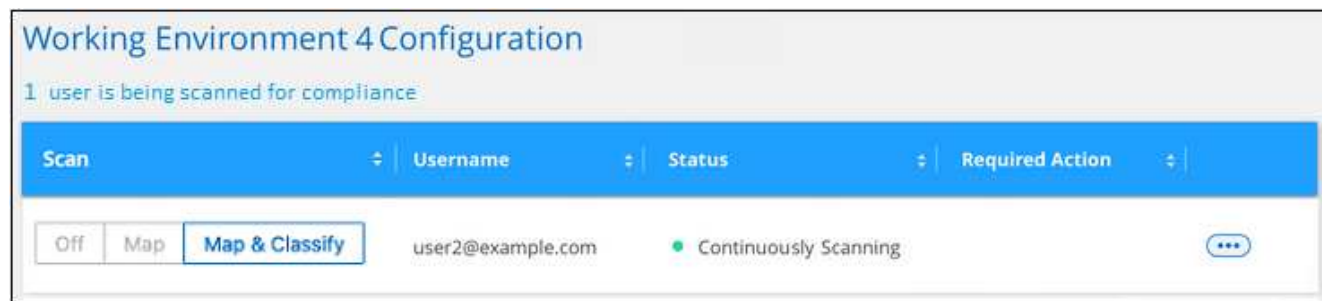 Working Environment 4 Configuration
1 user is being scanned for compliance
Scan Username Status Required Action
Off Map Map & Classify user2@example.com Continuously Scanning